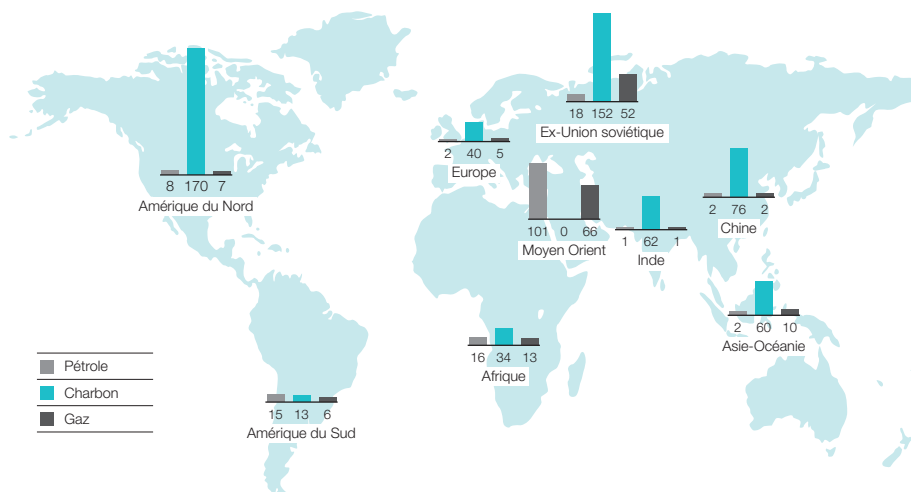 18 152 52
Ex-Union soviétique
2 40 5
Europe
8 170 7
Amérique du Nord
101 0 66
Moyen Orient
1 62 1
Inde
2 76 2
Chine
2 60 10
Asie-Océanie
16 34 13
Afrique
15 13 6
Amérique du Sud
Pétrole
Charbon
Gaz